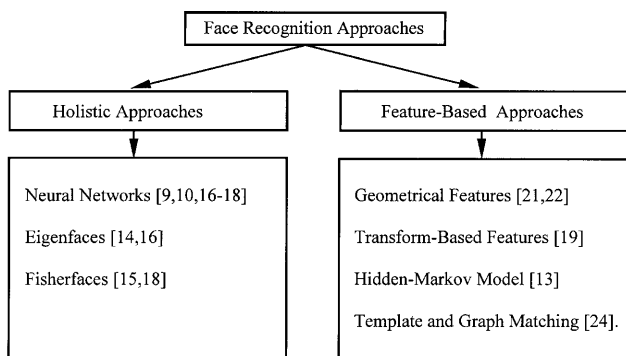 Face Recognition Approaches
Holistic Approaches
Feature-Based Approaches
Neural Networks [9,10,16-18]
Eigenfaces [14,16]
Fisherfaces [15,18]
Geometrical Features [21,22]
Transform-Based Features [19]
Hidden-Markov Model [13]
Template and Graph Matching [24].